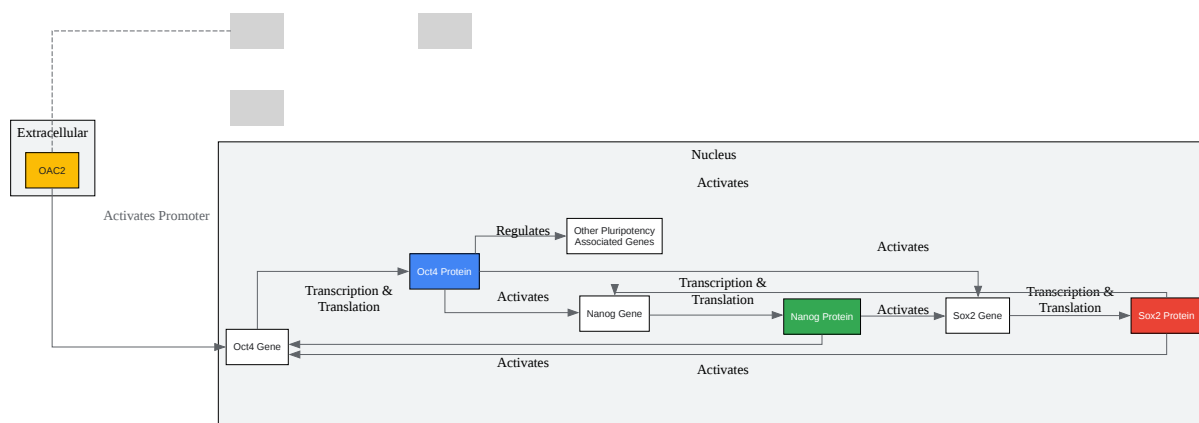 Extracellular
OAC2
Activates Promoter
Nucleus
Activates
Regulates
Other Pluripotency
Associated Genes
Activates
Oct4 Protein
Transcription &
Translation
Activates
Transcription &
Translation
Transcription &
Translation
Nanog Gene
Nanog Protein
Activates
Sox2 Gene
Sox2 Protein
Oct4 Gene
Activates
Activates